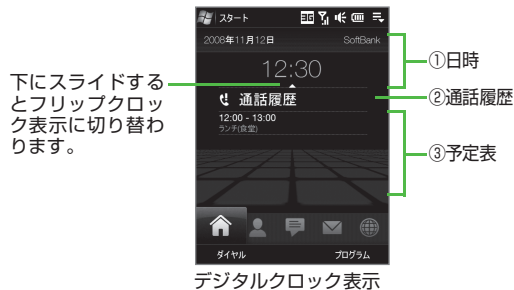 スタート
2008年11月12日 SoftBank
12:30
通話履歴
12:00 - 13:00
ランチ(食堂)
ダイヤル プログラム
下にスライドする
とフリップクロッ
ク表示に切り替わ
ります。
①日時
②通話履歴
③予定表
デジタルクロック表示